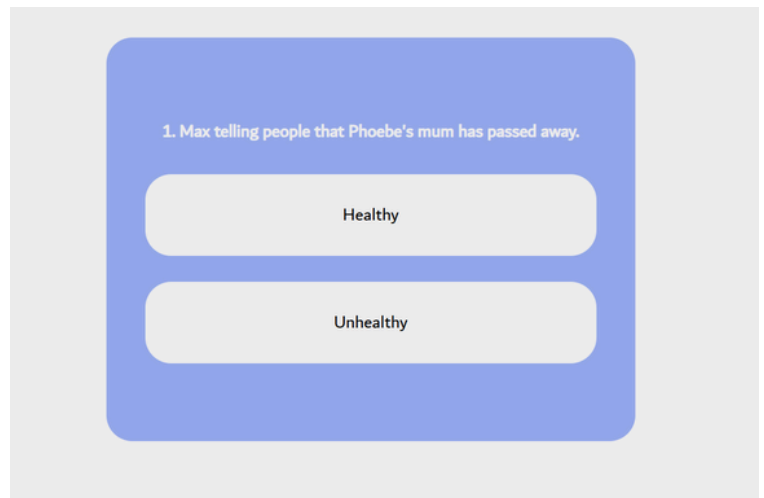 1. Max telling people that Phoebe's mum has passed away.
Healthy
Unhealthy